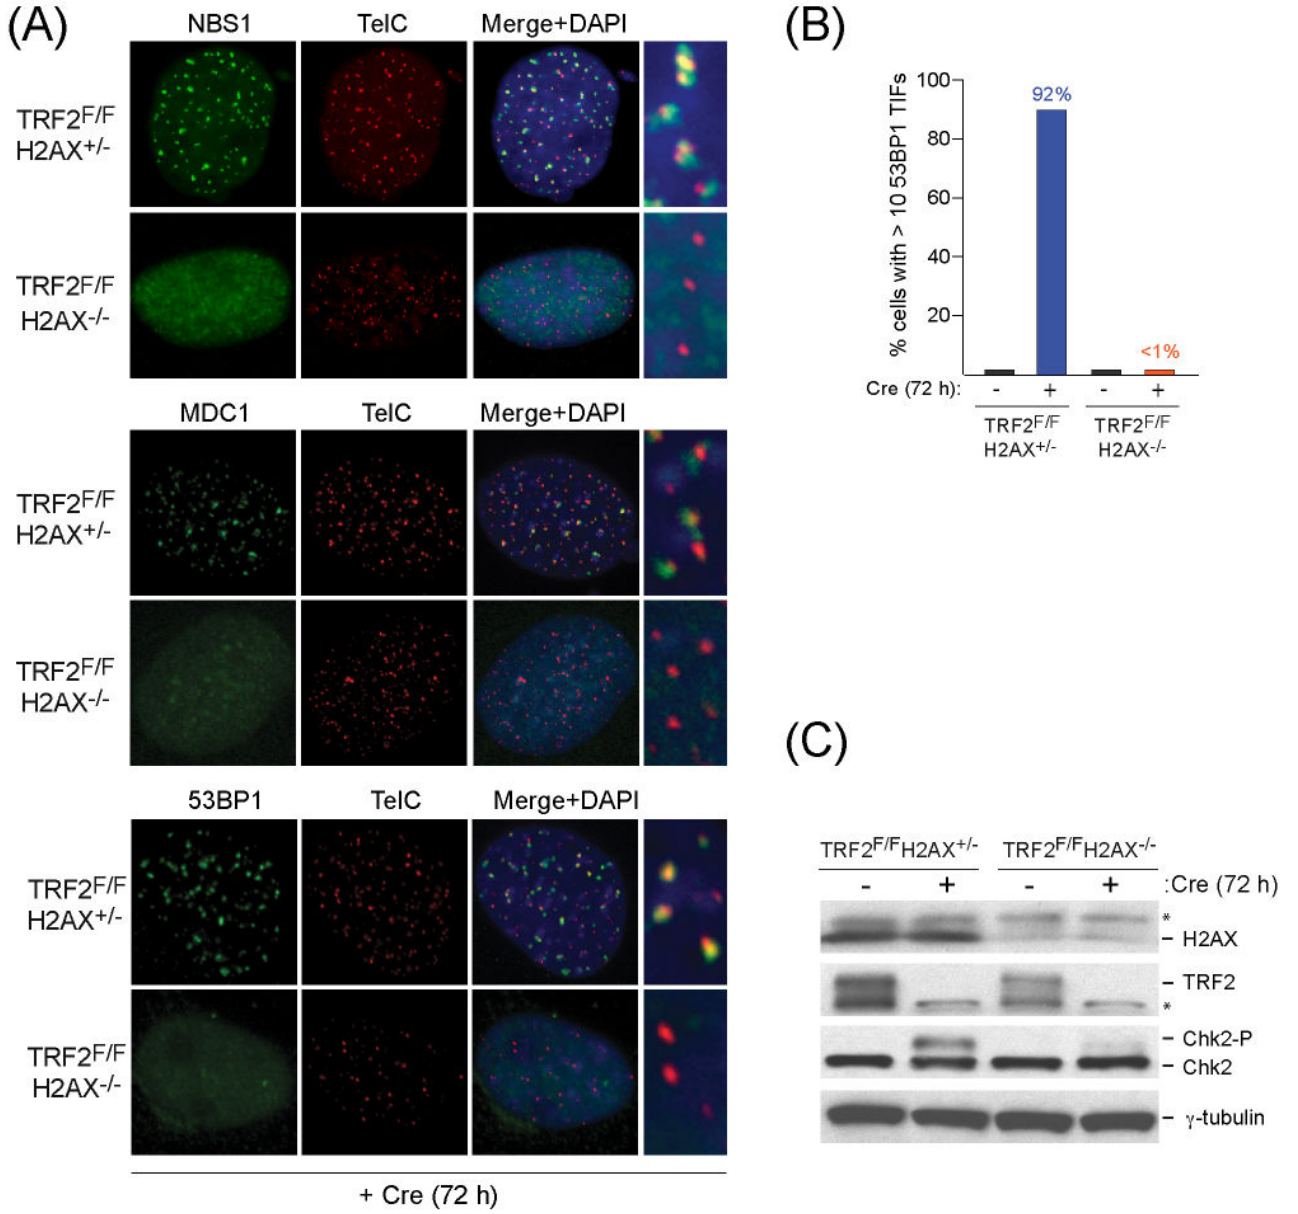 (A)
NBS1 TelC Merge+DAPI
TRF2F/F
H2AX+/-
TRF2F/F
H2AX-/-
MDC1 TelC Merge+DAPI
TRF2F/F
H2AX+/-
TRF2F/F
H2AX-/-
53BP1 TelC Merge+DAPI
TRF2F/F
H2AX+/-
TRF2F/F
H2AX-/-
+ Cre (72 h)
(B)
% cells with > 10 53BP1 TIFs
100
80
60
40
20
92%
<1%
Cre (72 h): - + - +
TRF2F/F TRF2F/F
H2AX+/- H2AX-/-
(C)
TRF2F/FH2AX+/- TRF2F/FH2AX-/-
- + - + :Cre (72 h)
*
H2AX
TRF2
*
Chk2-P
Chk2
γ-tubulin